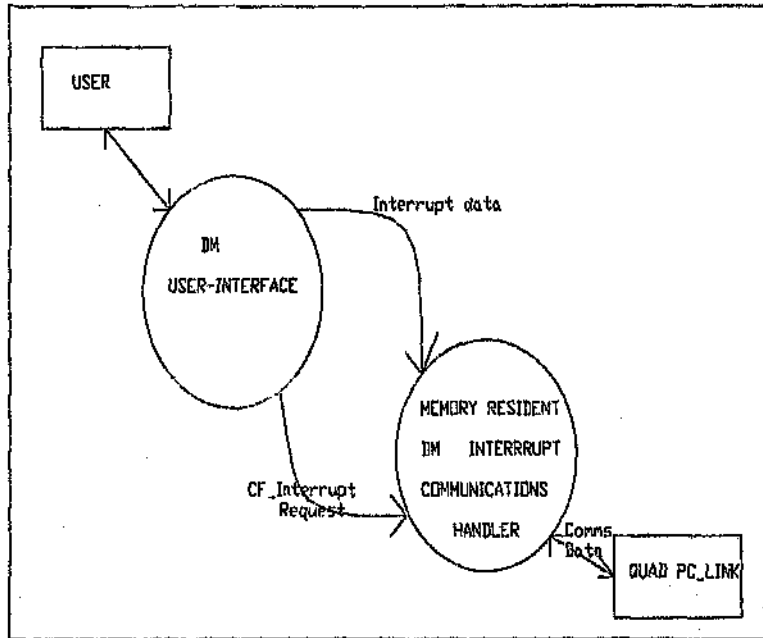 USER
Interrupt data
DM
USER-INTERFACE
MEMORY RESIDENT
DM INTERRRUPT
COMMUNICATIONS
HANDLER
CF_Interrupt
Request
Comms
Data
QUAD PC_LINK